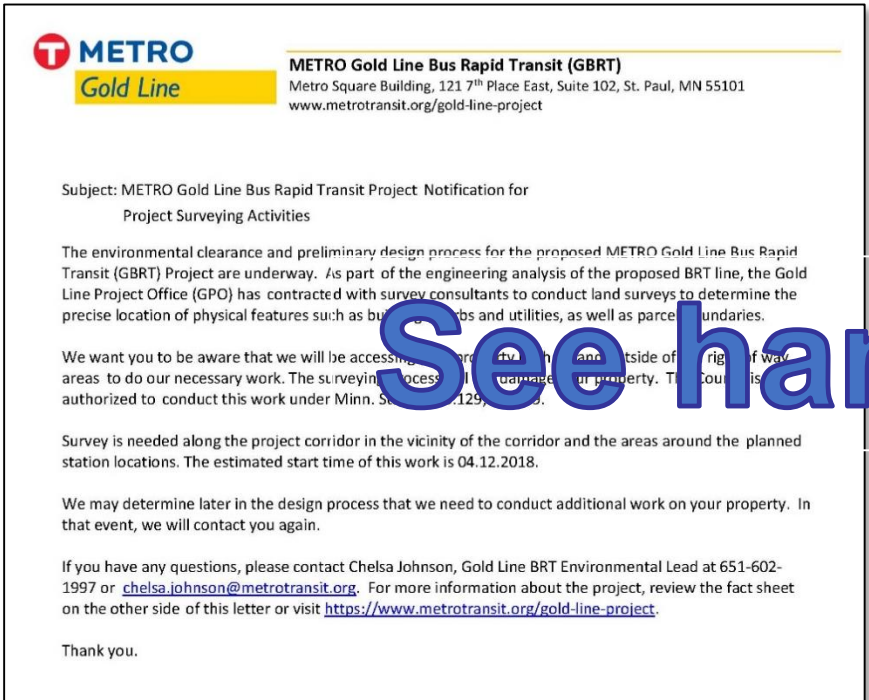 METRO
Gold Line
METRO Gold Line Bus Rapid Transit (GBRT)
Metro Square Building, 121 7th Place East, Suite 102, St. Paul, MN 55101
www.metrotransit.org/gold-line-project
Subject: METRO Gold Line Bus Rapid Transit Project Notification for
Project Surveying Activities
The environmental clearance and preliminary design process for the proposed METRO Gold Line Bus Rapid
Transit (GBRT) Project are underway. As part of the engineering analysis of the proposed BRT line, the Gold
Line Project Office (GPO) has contracted with survey consultants to conduct land surveys to determine the
precise location of physical features such as and utilities, as well as parcel
We want you to be aware that we will be of way
areas to do our necessary work. The surveying property.
authorized to conduct this work under Minn.
See
Survey is needed along the project corridor in the vicinity of the corridor and the areas around the planned
station locations. The estimated start time of this work is 04.12.2018.
We may determine later in the design process that we need to conduct additional work on your property. In
that event, we will contact you again.
If you have any questions, please contact Chelsa Johnson, Gold Line BRT Environmental Lead at 651-602-
1997 or chelsa.johnson@metrotransit.org. For more information about the project, review the fact sheet
on the other side of this letter or visit https://www.metrotransit.org/gold-line-project.
Thank you.